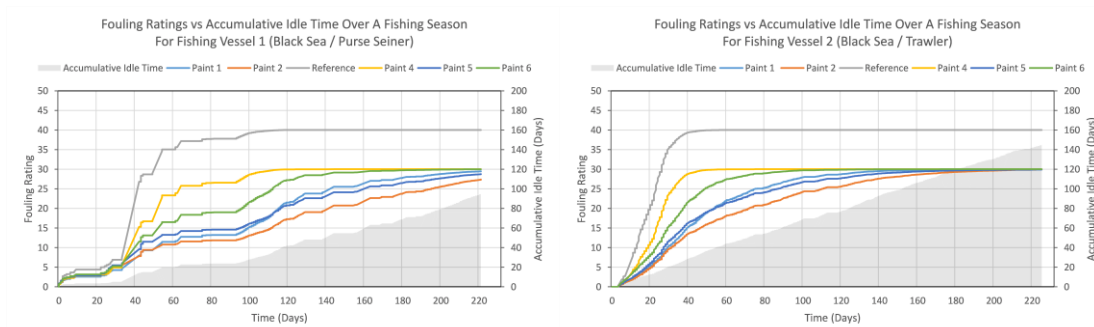 Fouling Ratings vs Accumulative Idle Time Over A Fishing Season
For Fishing Vessel 1 (Black Sea / Purse Seiner)
Accumulative Idle Time Paint 1 Paint 2 Reference Paint 4 Paint 5 Paint 6
50 200
45 180
40 160
35 140
30 120
25 100
20 80
15 60
10 40
5 20
0 0
0 20 40 60 80 100 120 140 160 180 200 220
Fouling Rating
Accumulative Idle Time (Days)
Time (Days)
Fouling Ratings vs Accumulative Idle Time Over A Fishing Season
For Fishing Vessel 2 (Black Sea / Trawler)
Accumulative Idle Time Paint 1 Paint 2 Reference Paint 4 Paint 5 Paint 6
50 200
45 180
40 160
35 140
30 120
25 100
20 80
15 60
10 40
5 20
0 0
0 20 40 60 80 100 120 140 160 180 200 220
Fouling Rating
Accumulative Idle Time (Days)
Time (Days)